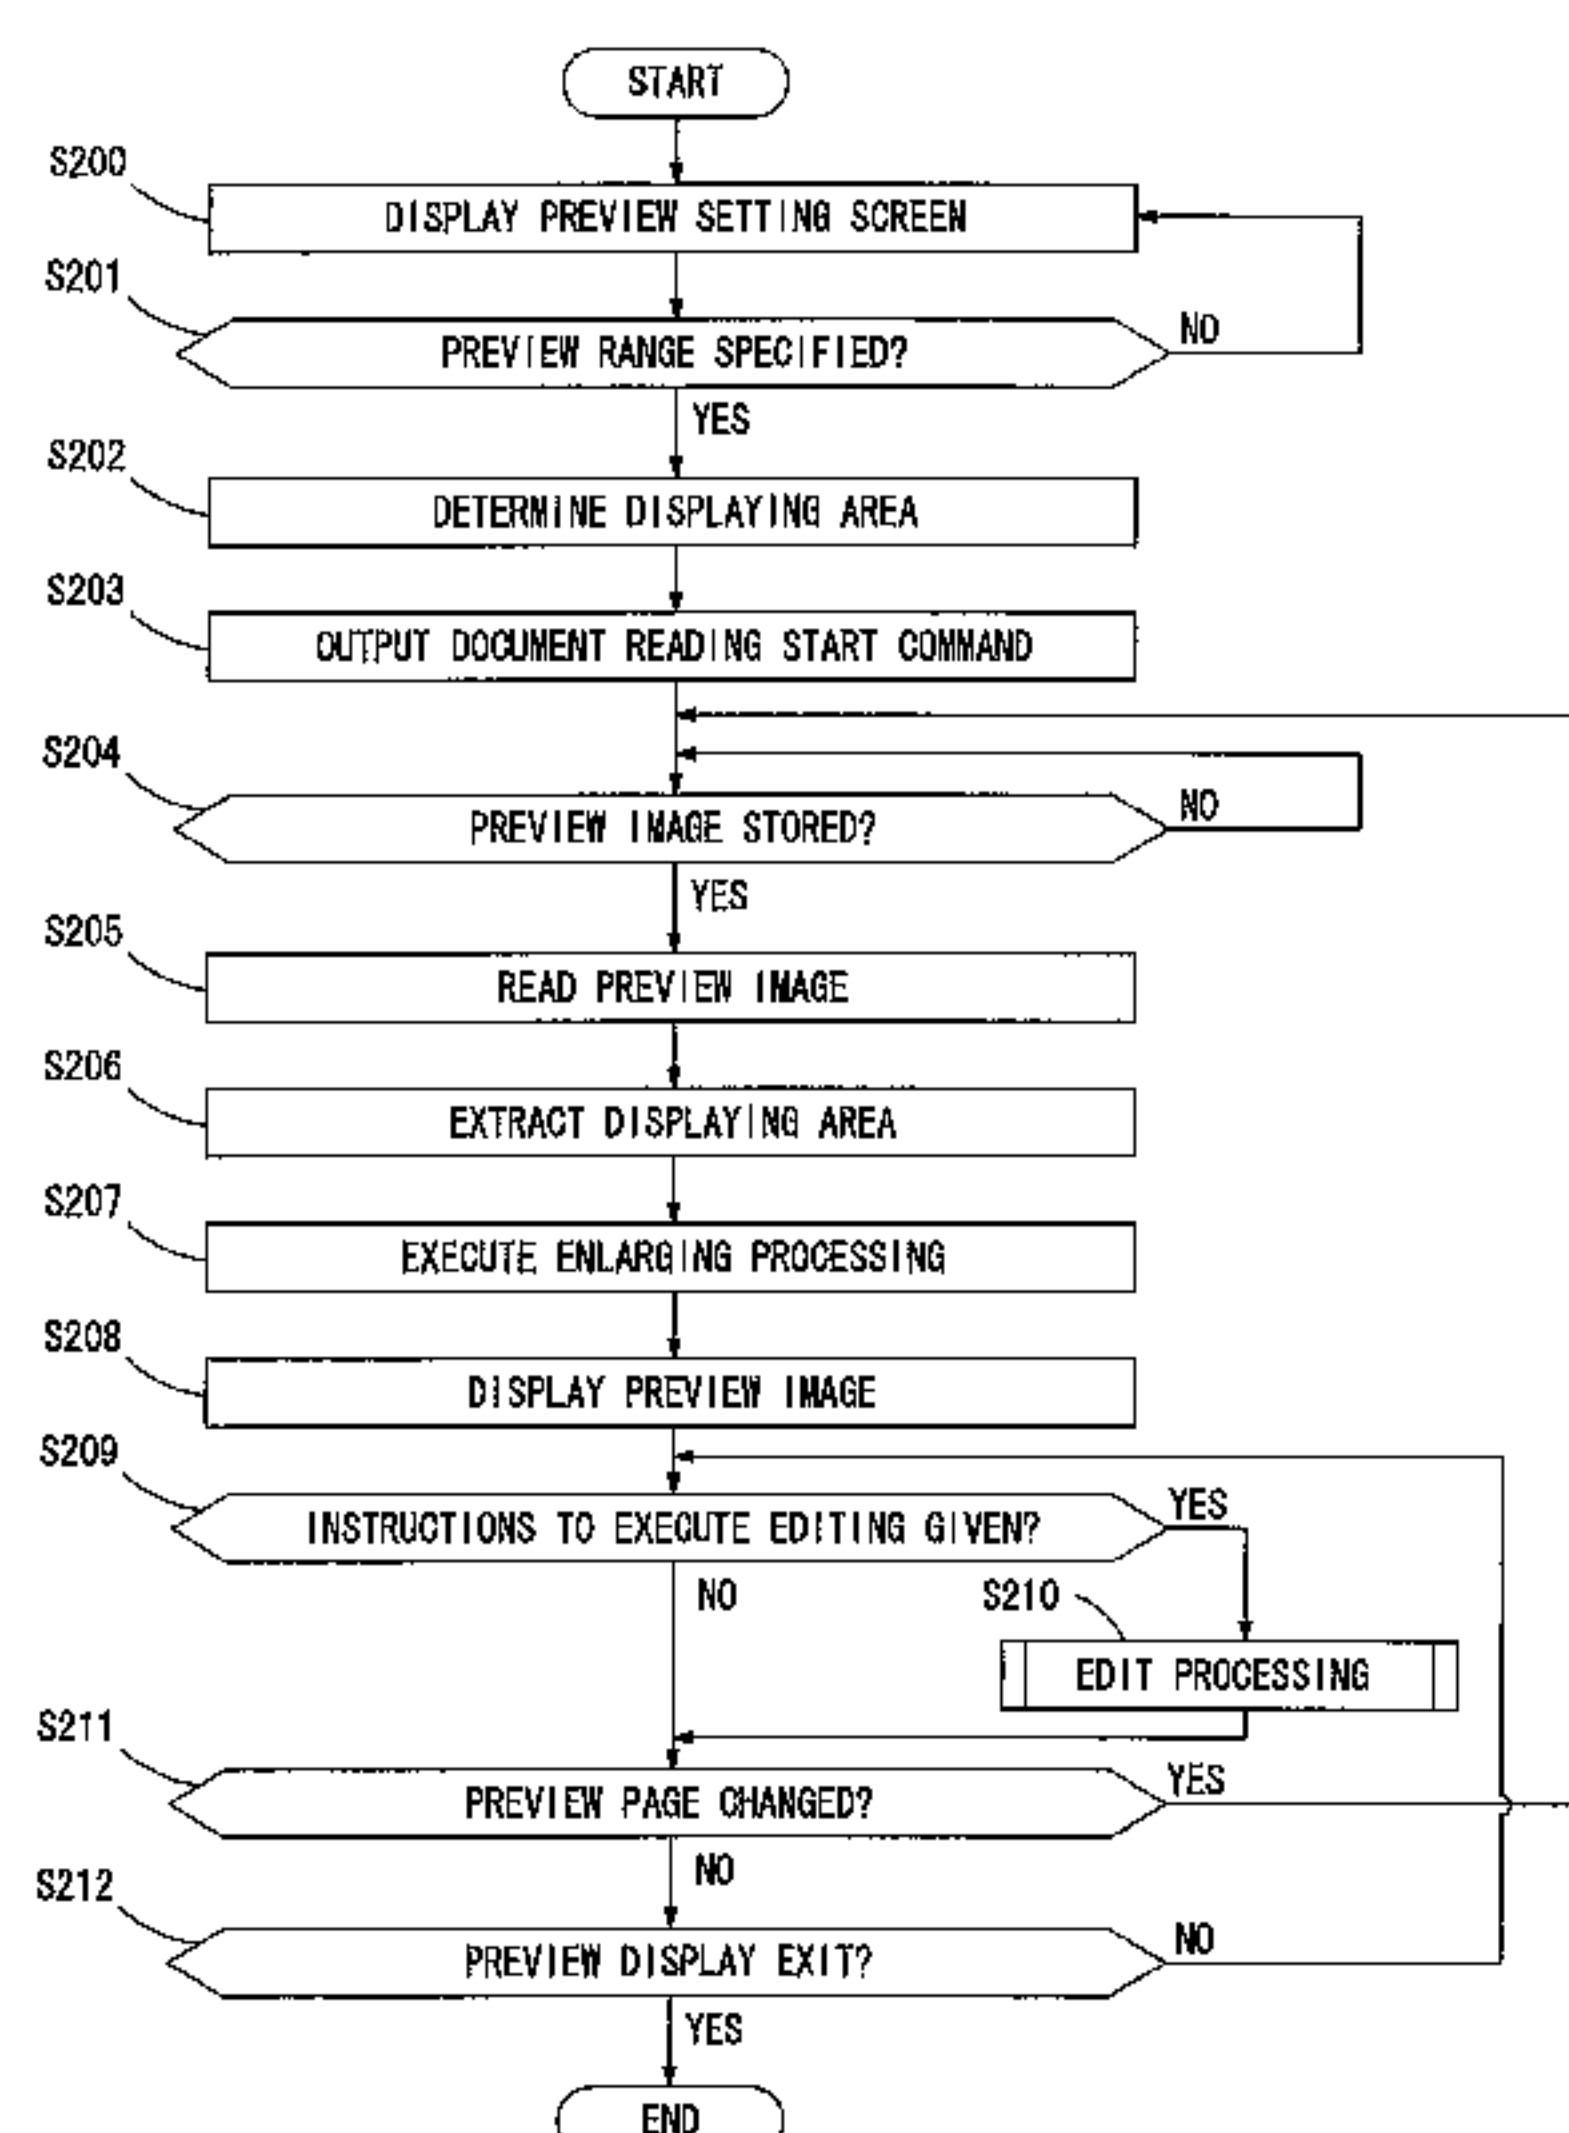 START
S200
DISPLAY PREVIEW SETTING SCREEN
S201
PREVIEW RANGE SPECIFIED?
NO
YES
S202
DETERMINE DISPLAYING AREA
S203
OUTPUT DOCUMENT READING START COMMAND
S204
PREVIEW IMAGE STORED?
NO
YES
S205
READ PREVIEW IMAGE
S206
EXTRACT DISPLAYING AREA
S207
EXECUTE ENLARGING PROCESSING
S208
DISPLAY PREVIEW IMAGE
S209
INSTRUCTIONS TO EXECUTE EDITING GIVEN?
YES
NO
S210
EDIT PROCESSING
S211
PREVIEW PAGE CHANGED?
YES
NO
S212
PREVIEW DISPLAY EXIT?
NO
YES
END